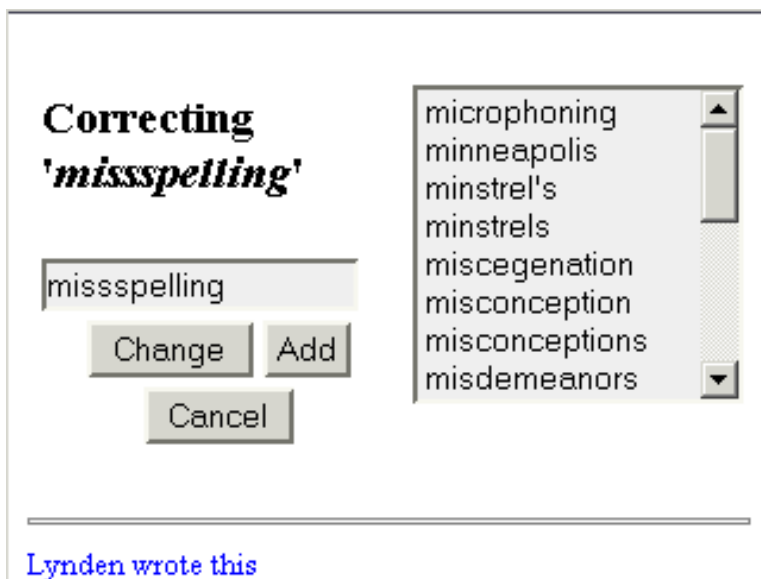 Correcting
'missspelling'
missspelling
Change Add
Cancel
microphoning
minneapolis
minstrel's
minstrels
miscegenation
misconception
misconceptions
misdemeanors
Lynden wrote this